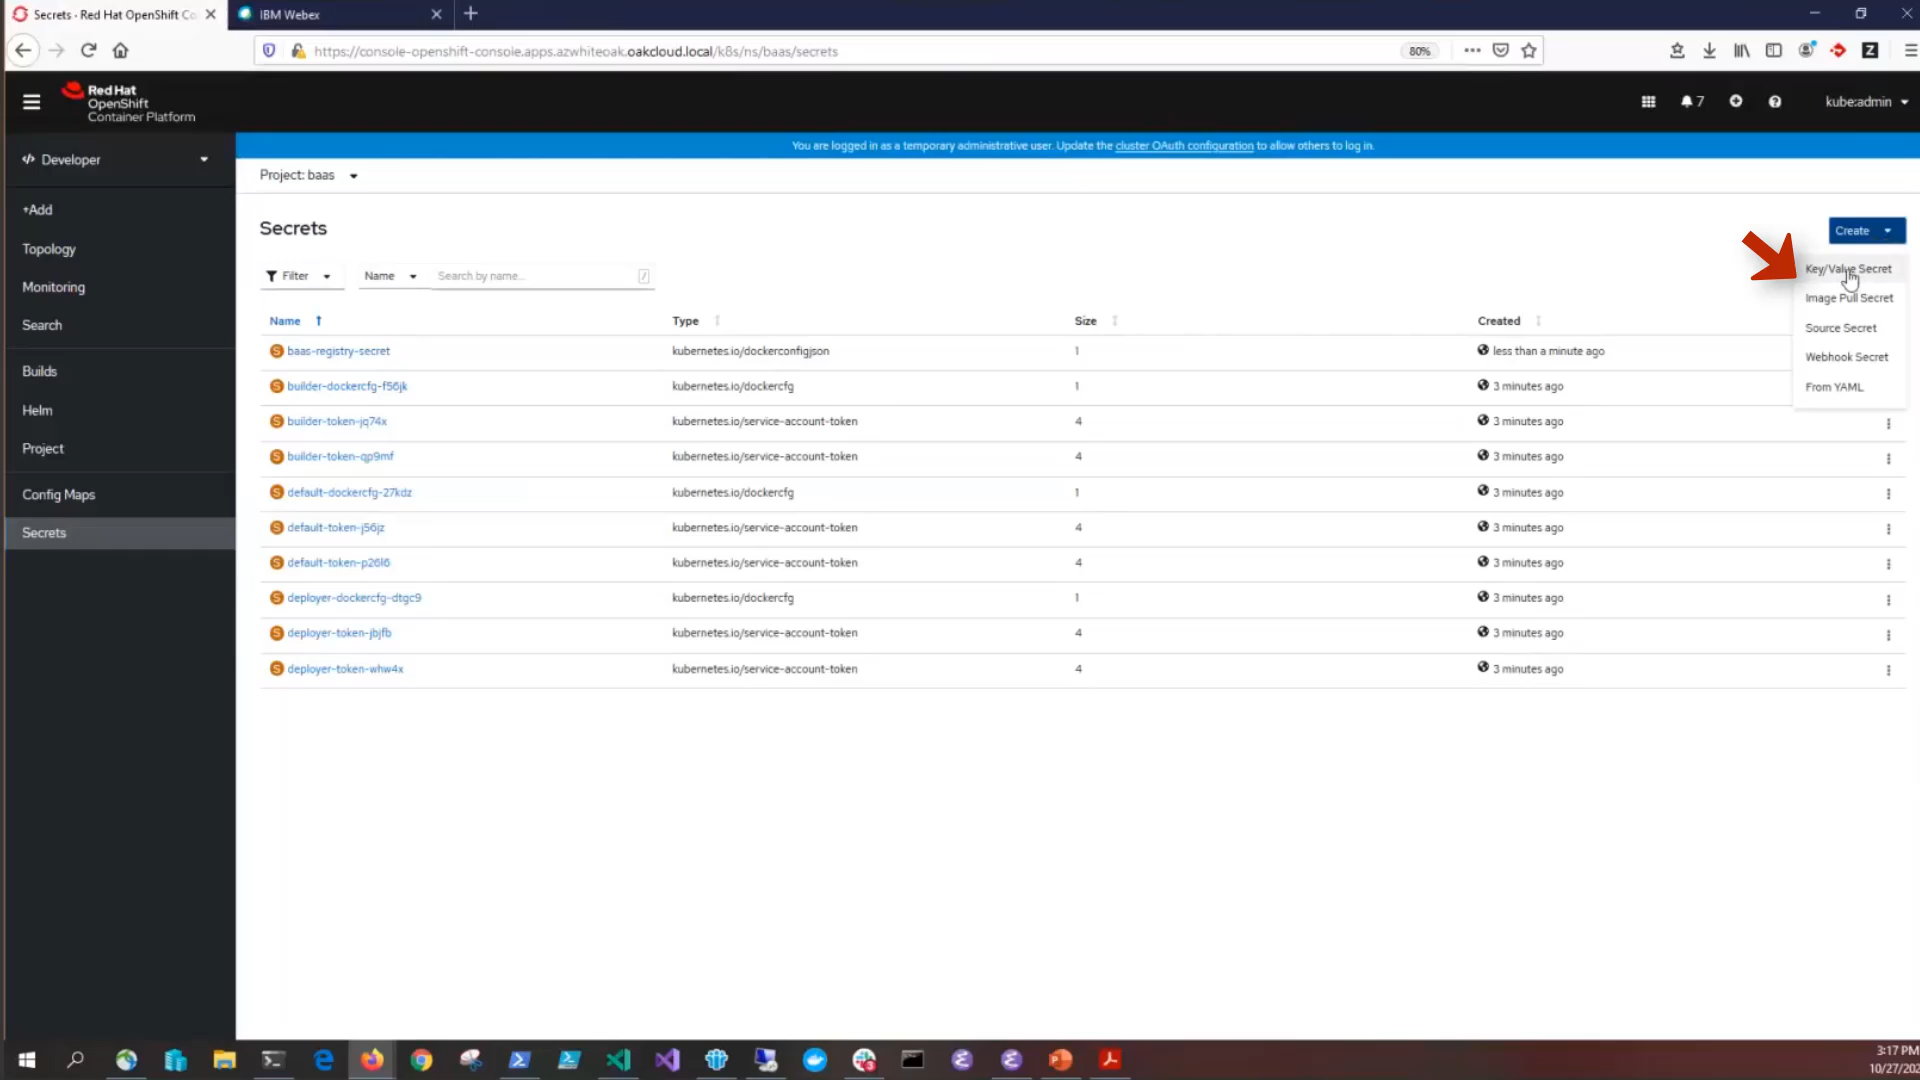 Secrets - Red Hat OpenShift Co
IBM Webex
https://console-openshift-console.apps.azwhiteoak.oakcloud.local/k8s/ns/baas/secrets
80%
Red Hat
OpenShift
Container Platform
7
kube:admin
Developer
You are logged in as a temporary administrative user. Update the cluster OAuth configuration to allow others to log in.
Project: baas
+Add
Topology
Monitoring
Search
Builds
Helm
Project
Config Maps
Secrets
Secrets
Create
Key/Value Secret
Image Pull Secret
Source Secret
Webhook Secret
From YAML
Filter
Name
Search by name...
/
Name Type Size Created
S baas-registry-secret kubernetes.io/dockerconfigjson 1 less than a minute ago
S builder-dockercfg-f56jk kubernetes.io/dockercfg 1 3 minutes ago
S builder-token-jq74x kubernetes.io/service-account-token 4 3 minutes ago
S builder-token-qp9mf kubernetes.io/service-account-token 4 3 minutes ago
S default-dockercfg-27kdz kubernetes.io/dockercfg 1 3 minutes ago
S default-token-j56jz kubernetes.io/service-account-token 4 3 minutes ago
S default-token-p26l6 kubernetes.io/service-account-token 4 3 minutes ago
S deployer-dockercfg-dtgc9 kubernetes.io/dockercfg 1 3 minutes ago
S deployer-token-jbjfb kubernetes.io/service-account-token 4 3 minutes ago
S deployer-token-whw4x kubernetes.io/service-account-token 4 3 minutes ago
3:17 PM
10/27/202